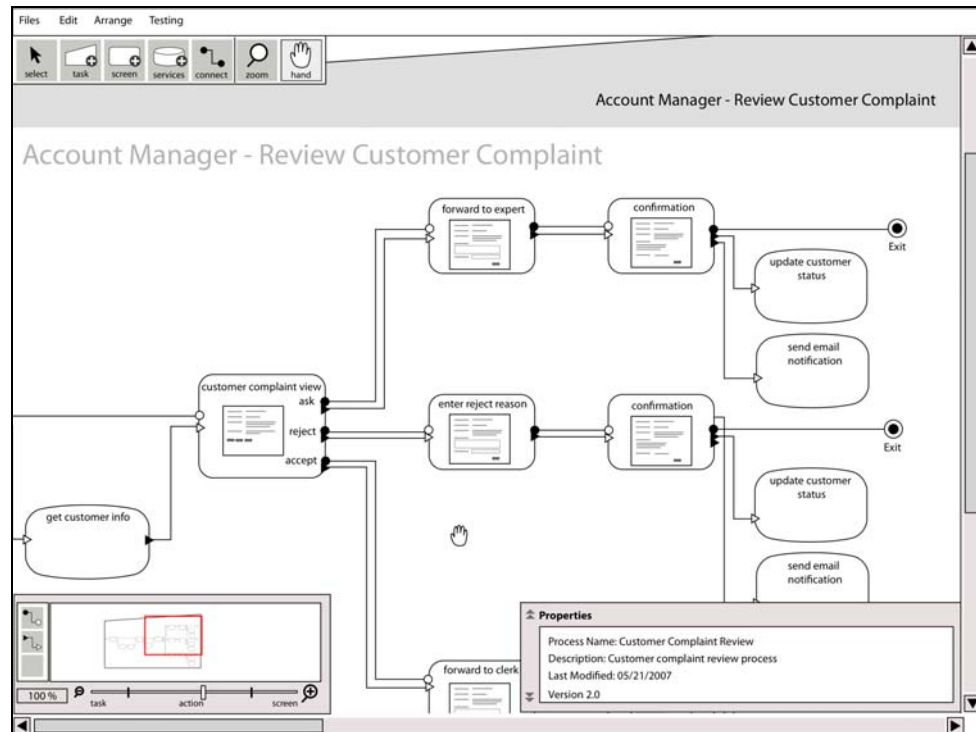 Files Edit Arrange Testing
select task screen services connect zoom hand
Account Manager - Review Customer Complaint
Account Manager - Review Customer Complaint
forward to expert
confirmation
Exit
update customer
status
send email
notification
customer complaint view
ask
reject
accept
enter reject reason
confirmation
Exit
update customer
status
get customer info
send email
notification
forward to clerk
100 %
task action screen
Properties
Process Name: Customer Complaint Review
Description: Customer complaint review process
Last Modified: 05/21/2007
Version 2.0